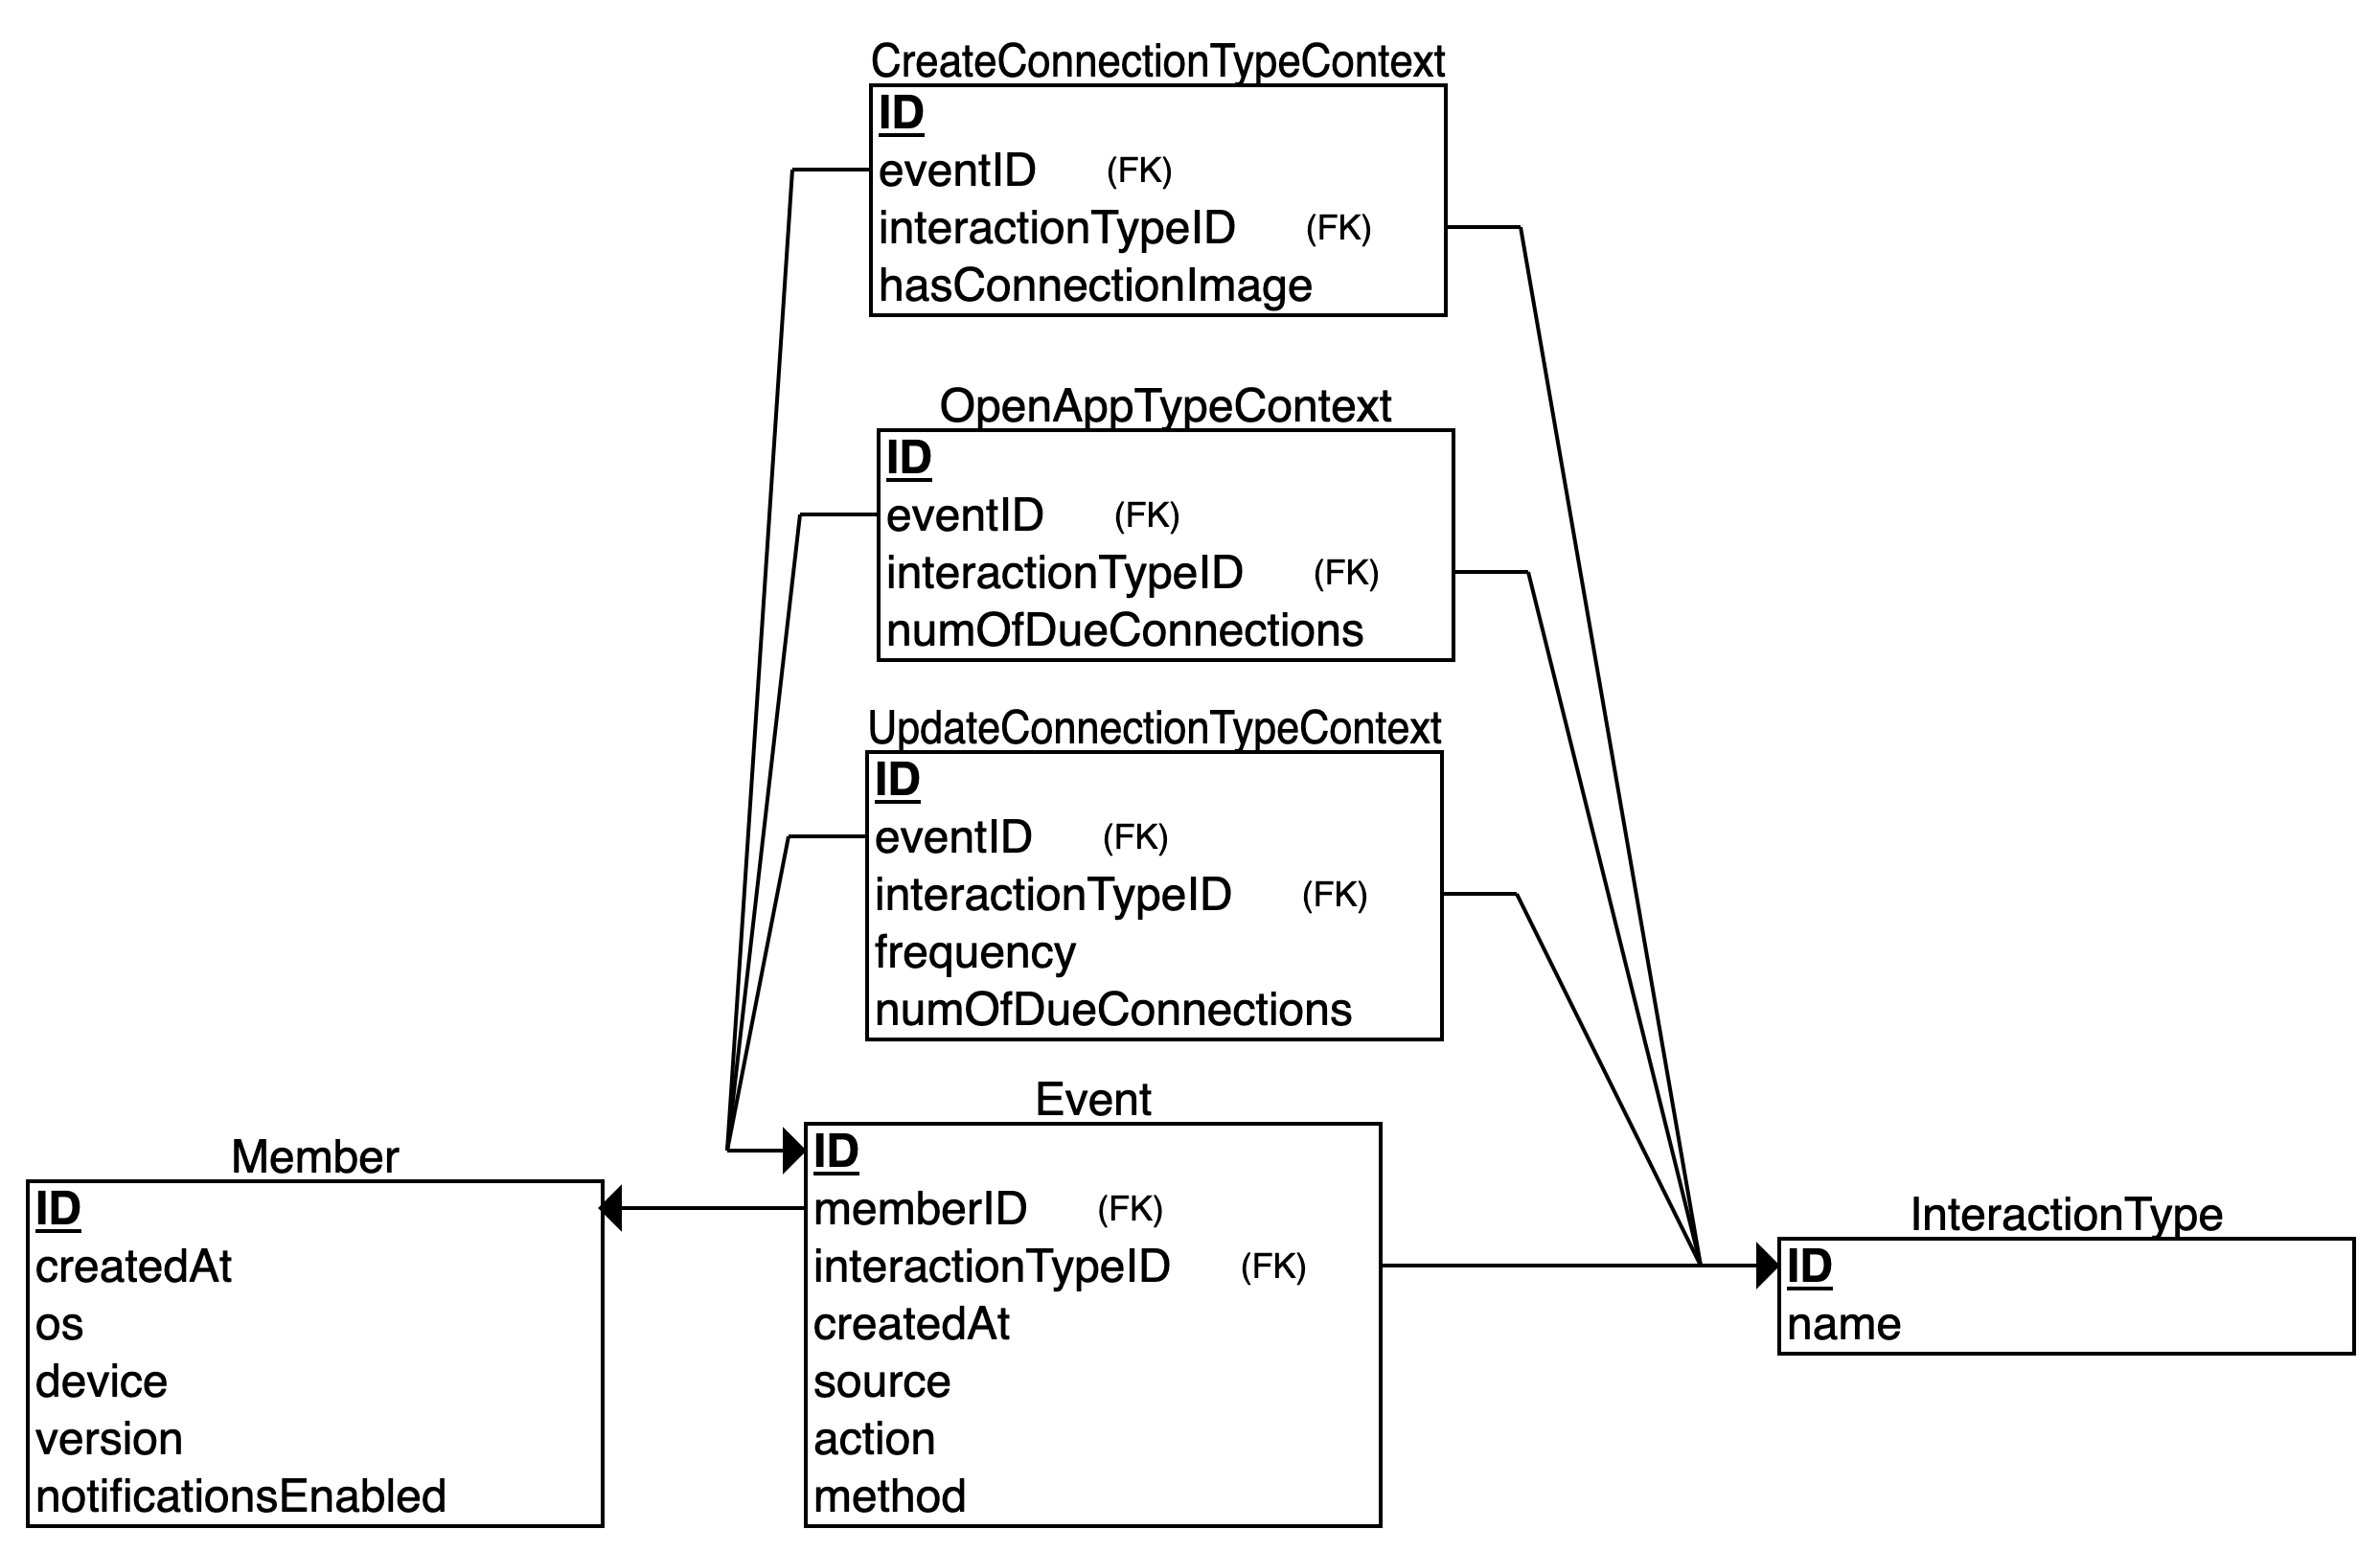 CreateConnectionTypeContext
ID
eventID (FK)
interactionTypeID (FK)
hasConnectionImage
OpenAppTypeContext
ID
eventID (FK)
interactionTypeID (FK)
numOfDueConnections
UpdateConnectionTypeContext
ID
eventID (FK)
interactionTypeID (FK)
frequency
numOfDueConnections
Member
ID
createdAt
os
device
version
notificationsEnabled
Event
ID
memberID (FK)
interactionTypeID (FK)
createdAt
source
action
method
InteractionType
ID
name